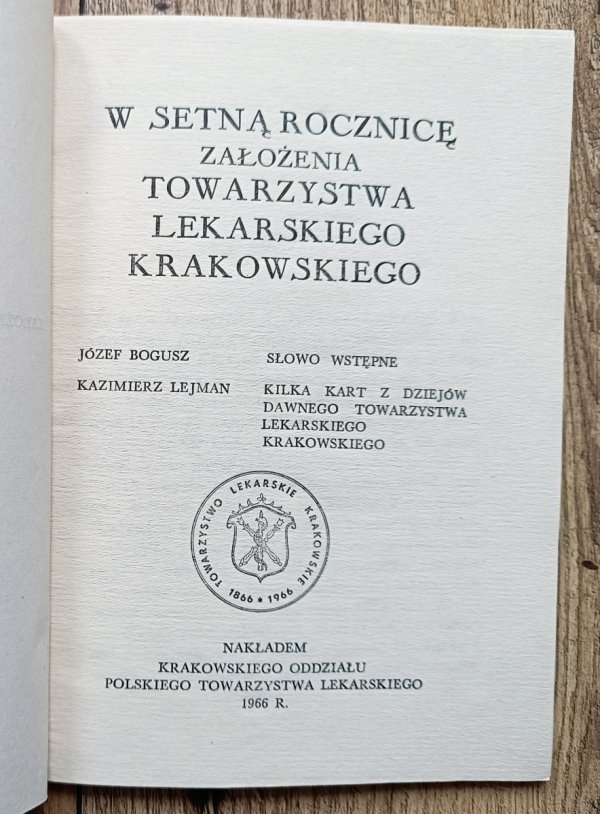 W SETNĄ ROCZNICĘ
ZAŁOŻENIA
TOWARZYSTWA
LEKARSKIEGO
KRAKOWSKIEGO
JÓZEF BOGUSZ SŁOWO WSTĘPNE
KAZIMIERZ LEJMAN KILKA KART Z DZIEJÓW
DAWNEGO TOWARZYSTWA
LEKARSKIEGO
KRAKOWSKIEGO
TOWARZYSTWO LEKARSKIE KRAKOWSKIE
1866 * 1966
NAKŁADEM
KRAKOWSKIEGO ODDZIAŁU
POLSKIEGO TOWARZYSTWA LEKARSKIEGO
1966 R.